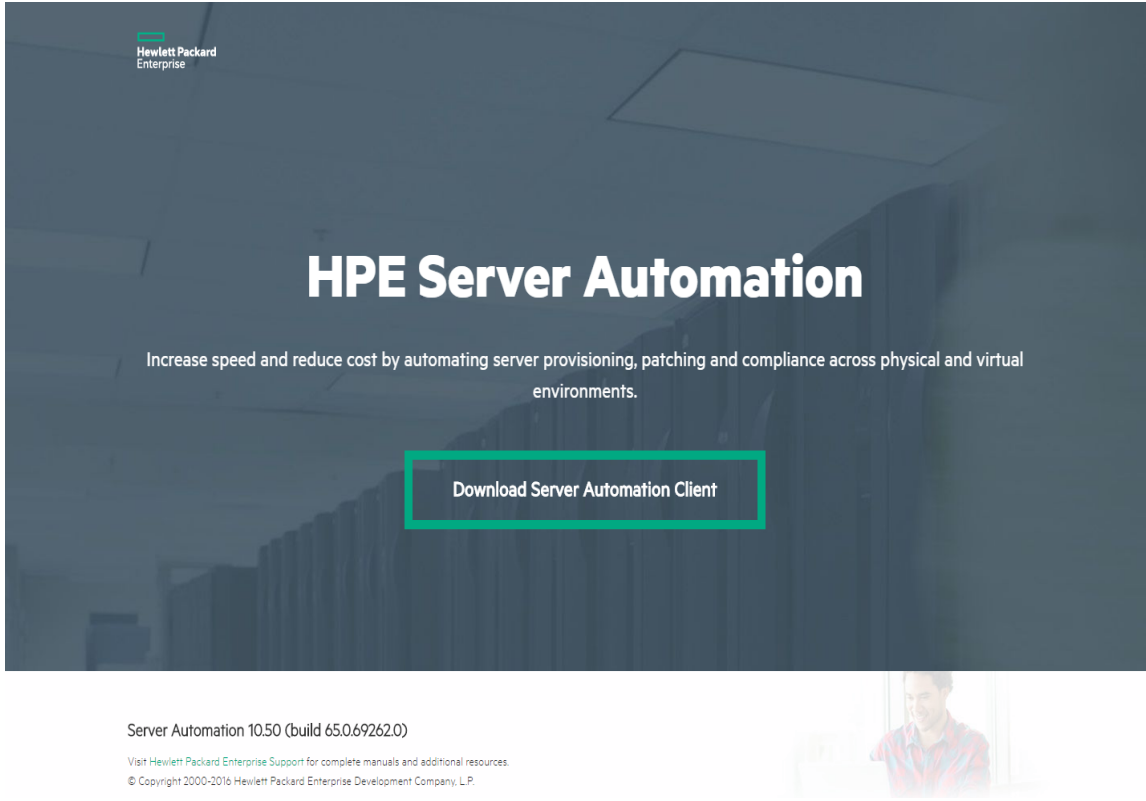 Hewlett Packard
Enterprise
HPE Server Automation
Increase speed and reduce cost by automating server provisioning, patching and compliance across physical and virtual
environments.
Download Server Automation Client
Server Automation 10.50 (build 65.0.69262.0)
Visit Hewlett Packard Enterprise Support for complete manuals and additional resources.
© Copyright 2000-2016 Hewlett Packard Enterprise Development Company, L.P.